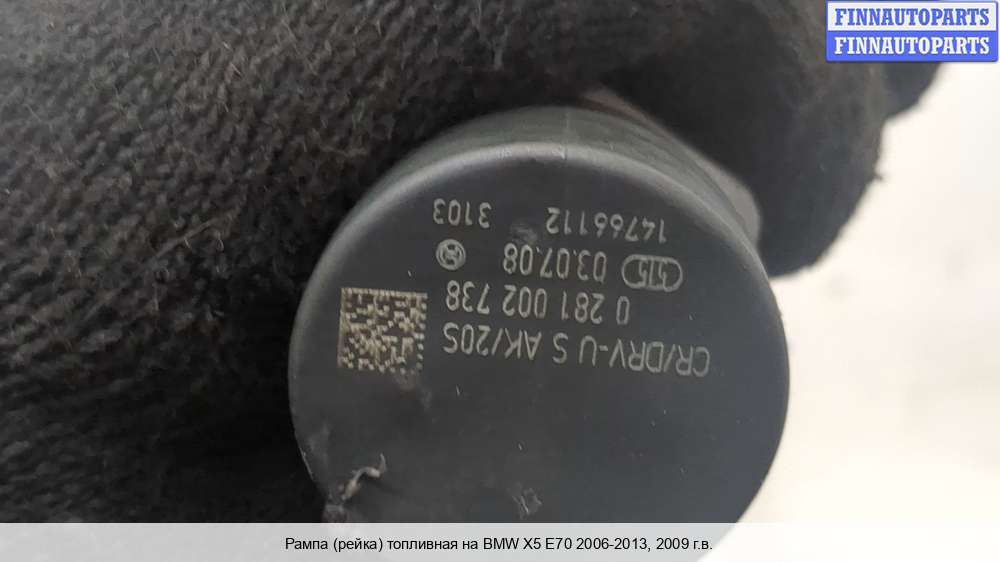 FINNAUTOPARTS
FINNAUTOPARTS
CR/DRV-U S AK/20S
0 281 002 738
515 03.07.08
14766112 3103
Рампа (рейка) топливная на BMW X5 E70 2006-2013, 2009 г.в.